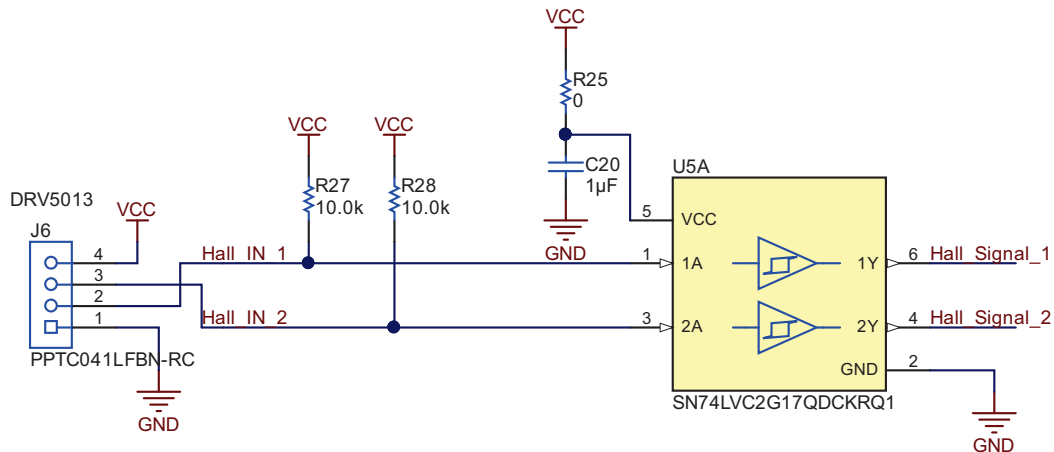 VCC
R25
0
C20
1µF
GND
VCC
VCC
R27
10.0k
R28
10.0k
DRV5013
VCC
J6
4
3
2
1
PPTC041LFBN-RC
GND
Hall_IN_1
Hall_IN_2
U5A
5
VCC
1
1A
1Y
6
Hall_Signal_1
3
2A
2Y
4
Hall_Signal_2
GND
2
SN74LVC2G17QDCKRQ1
GND